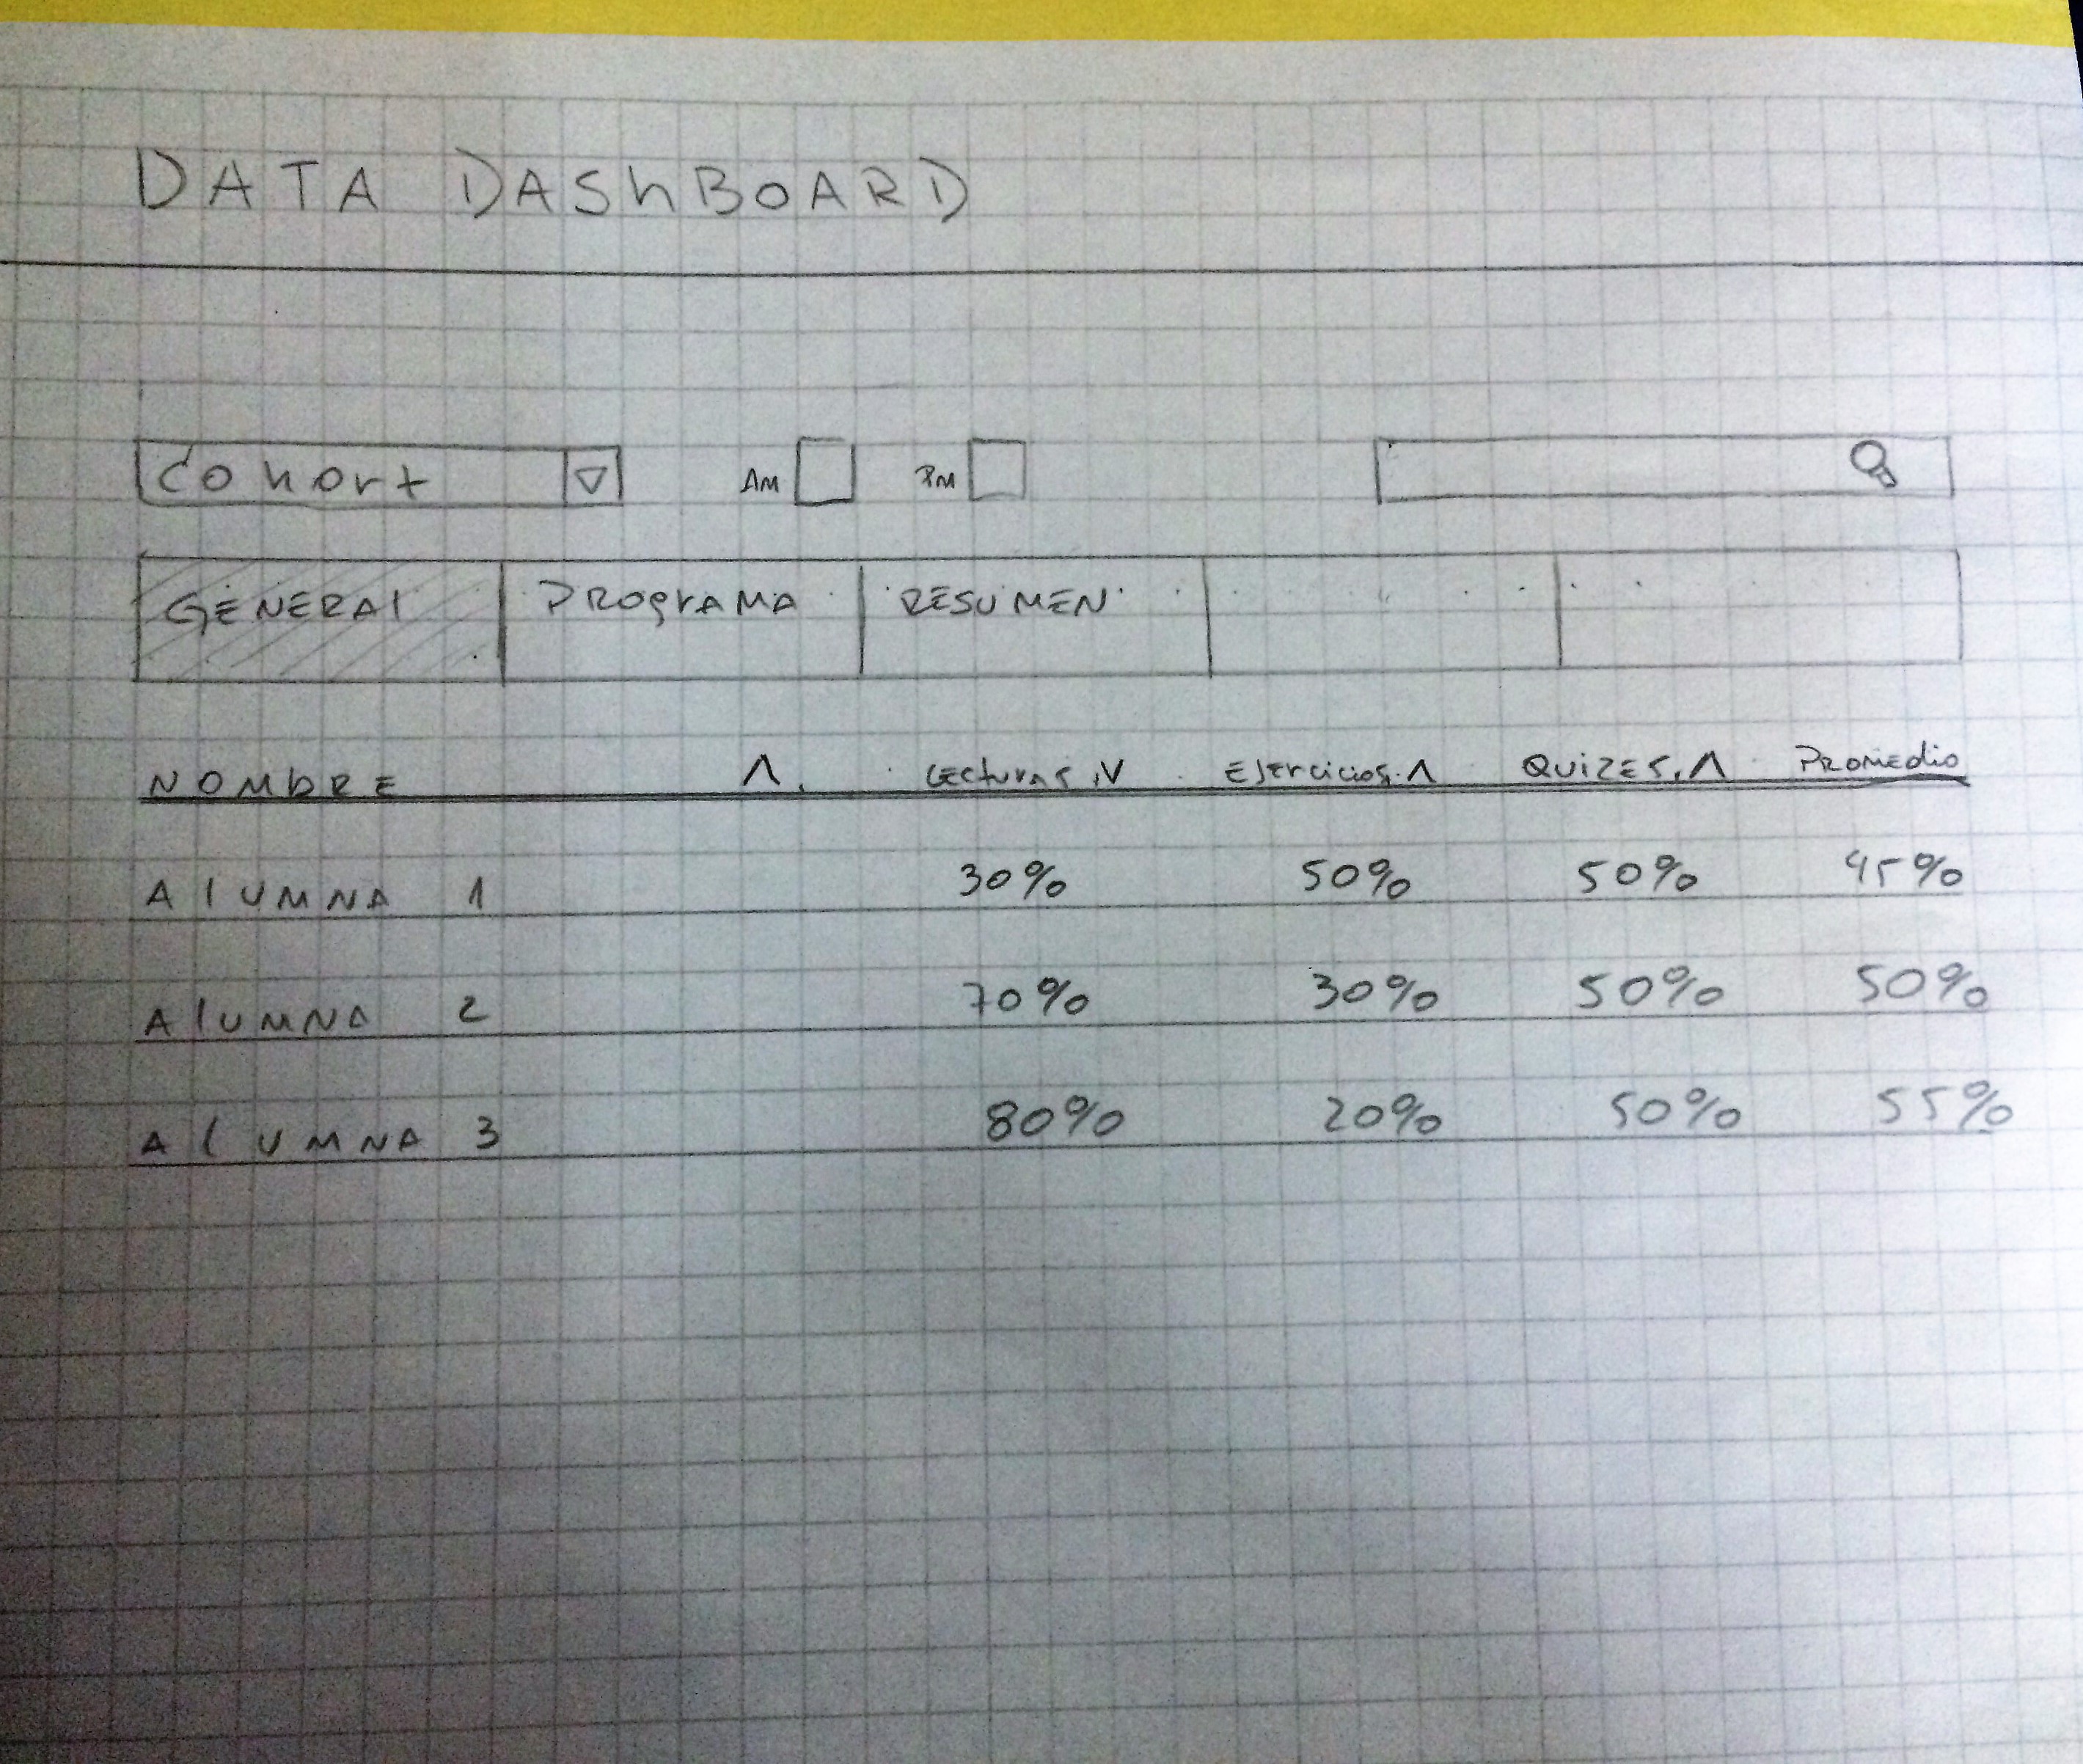 DATA DASHBOARD
Cohort AM PM
GENERAL PROGRAMA RESUMEN
NOMBRE Lecturas Ejercicios QUIZES Promedio
Alumna 1 30% 50% 50% 45%
Alumna 2 70% 30% 50% 50%
Alumna 3 80% 20% 50% 55%